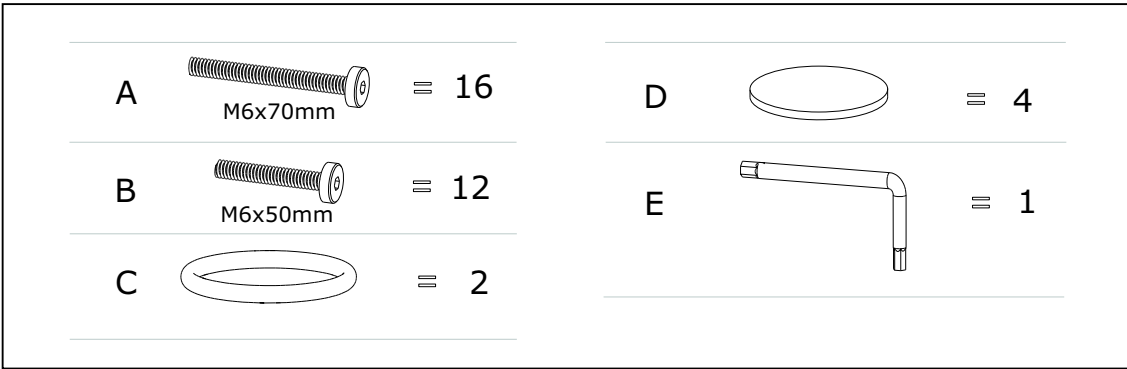 A = 16
M6x70mm
B = 12
M6x50mm
C = 2
D = 4
E = 1